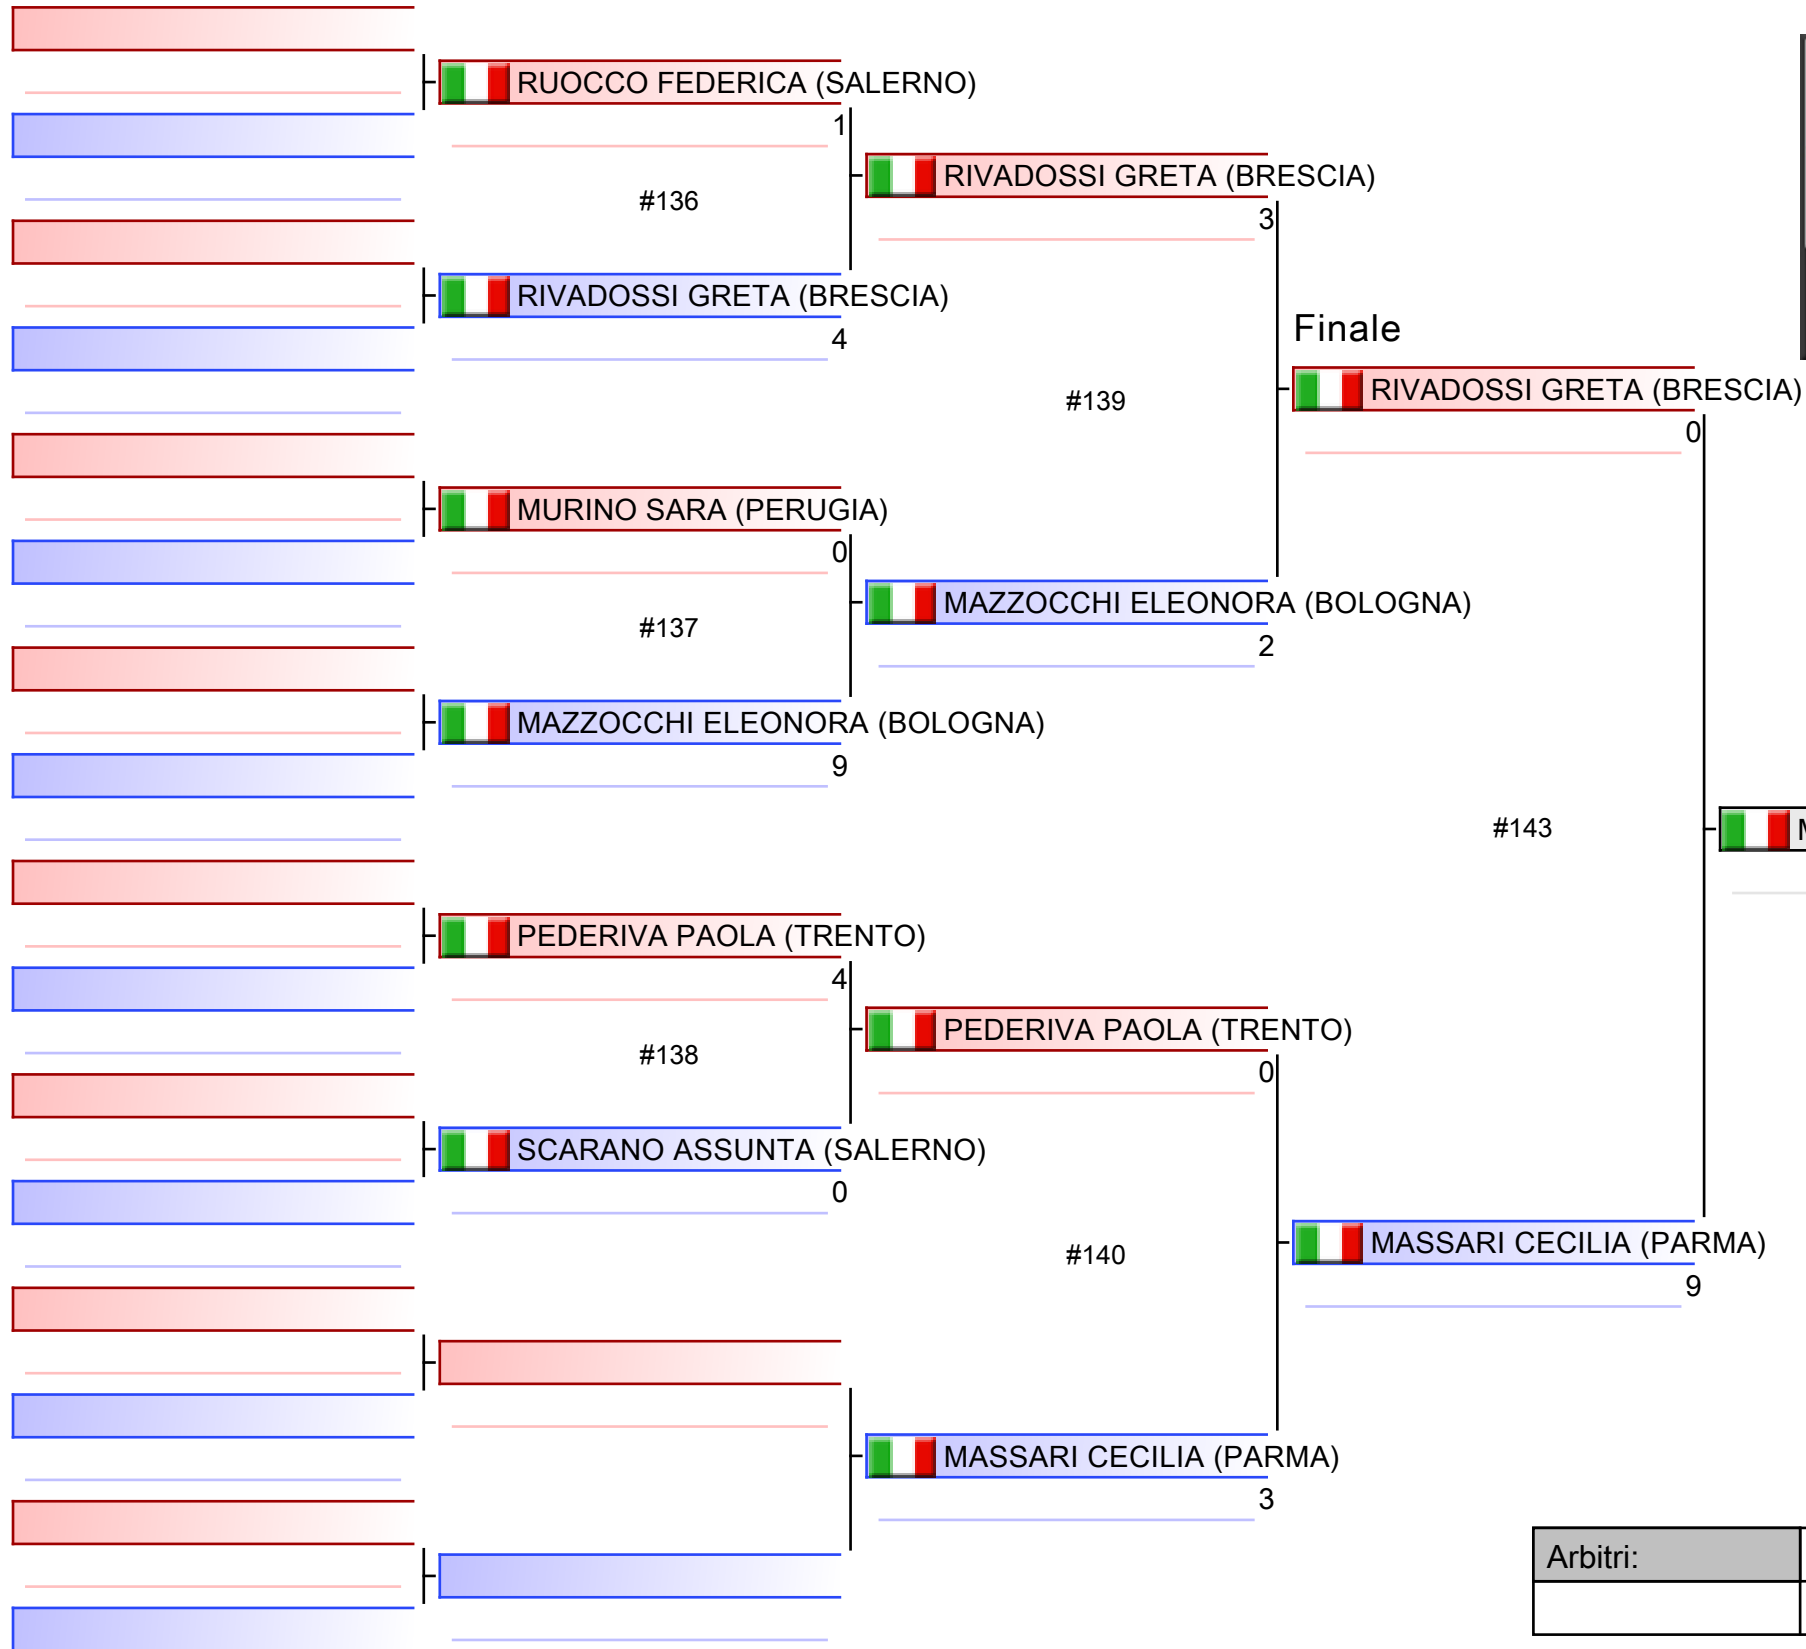 RUOCCO FEDERICA (SALERNO)
1
#136
RIVADOSSI GRETA (BRESCIA)
4
MURINO SARA (PERUGIA)
0
#137
MAZZOCCHI ELEONORA (BOLOGNA)
9
PEDERIVA PAOLA (TRENTO)
4
#138
SCARANO ASSUNTA (SALERNO)
0
RIVADOSSI GRETA (BRESCIA)
3
#139
MAZZOCCHI ELEONORA (BOLOGNA)
2
PEDERIVA PAOLA (TRENTO)
0
#140
MASSARI CECILIA (PARMA)
3
Finale
RIVADOSSI GRETA (BRESCIA)
0
#143
MASSARI CECILIA (PARMA)
9
Arbitri: